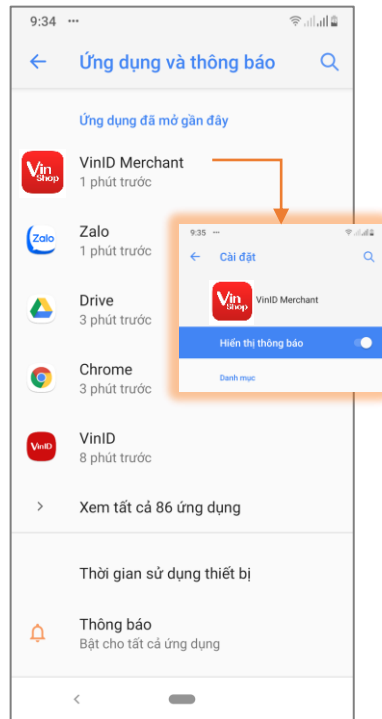 9:34 ...
Ứng dụng và thông báo
Ứng dụng đã mở gần đây
Vin Shop
VinID Merchant
1 phút trước
Zalo
Zalo
1 phút trước
Drive
3 phút trước
Chrome
3 phút trước
VinID
VinID
8 phút trước
Xem tất cả 86 ứng dụng
Thời gian sử dụng thiết bị
Thông báo
Bật cho tất cả ứng dụng
9:35 ...
Cài đặt
Vin Shop
VinID Merchant
Hiển thị thông báo
Danh mục